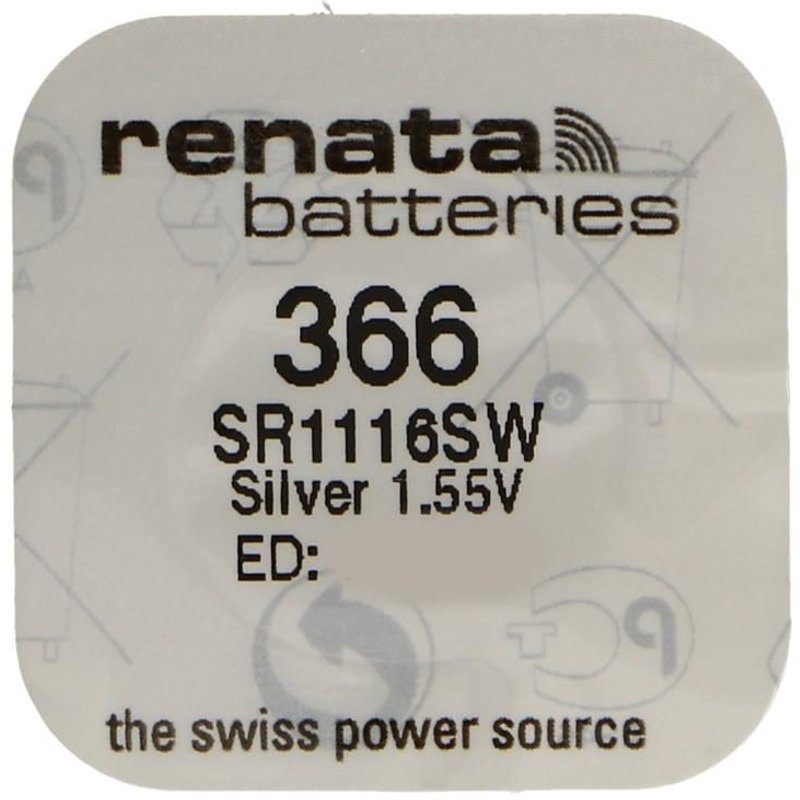 renata
batteries
366
SR1116SW
Silver 1.55V
ED:
the swiss power source